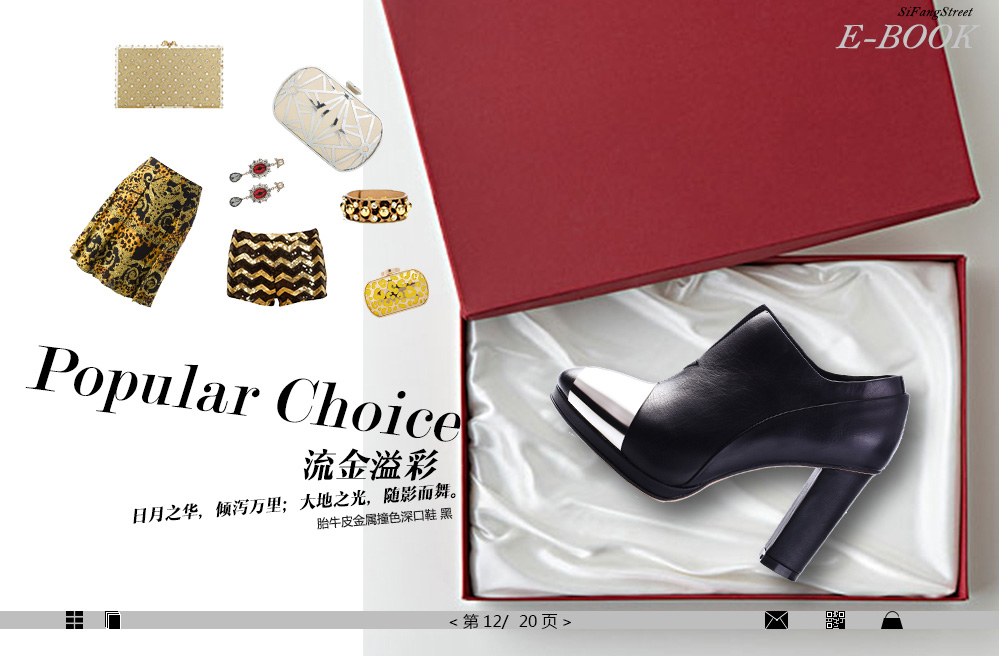 SiFangStreet
E-BOOK
Popular Choice
流金溢彩
日月之华，倾泻万里；大地之光，随影而舞。
胎牛皮金属撞色深口鞋 黑
< 第 12/ 20 页 >